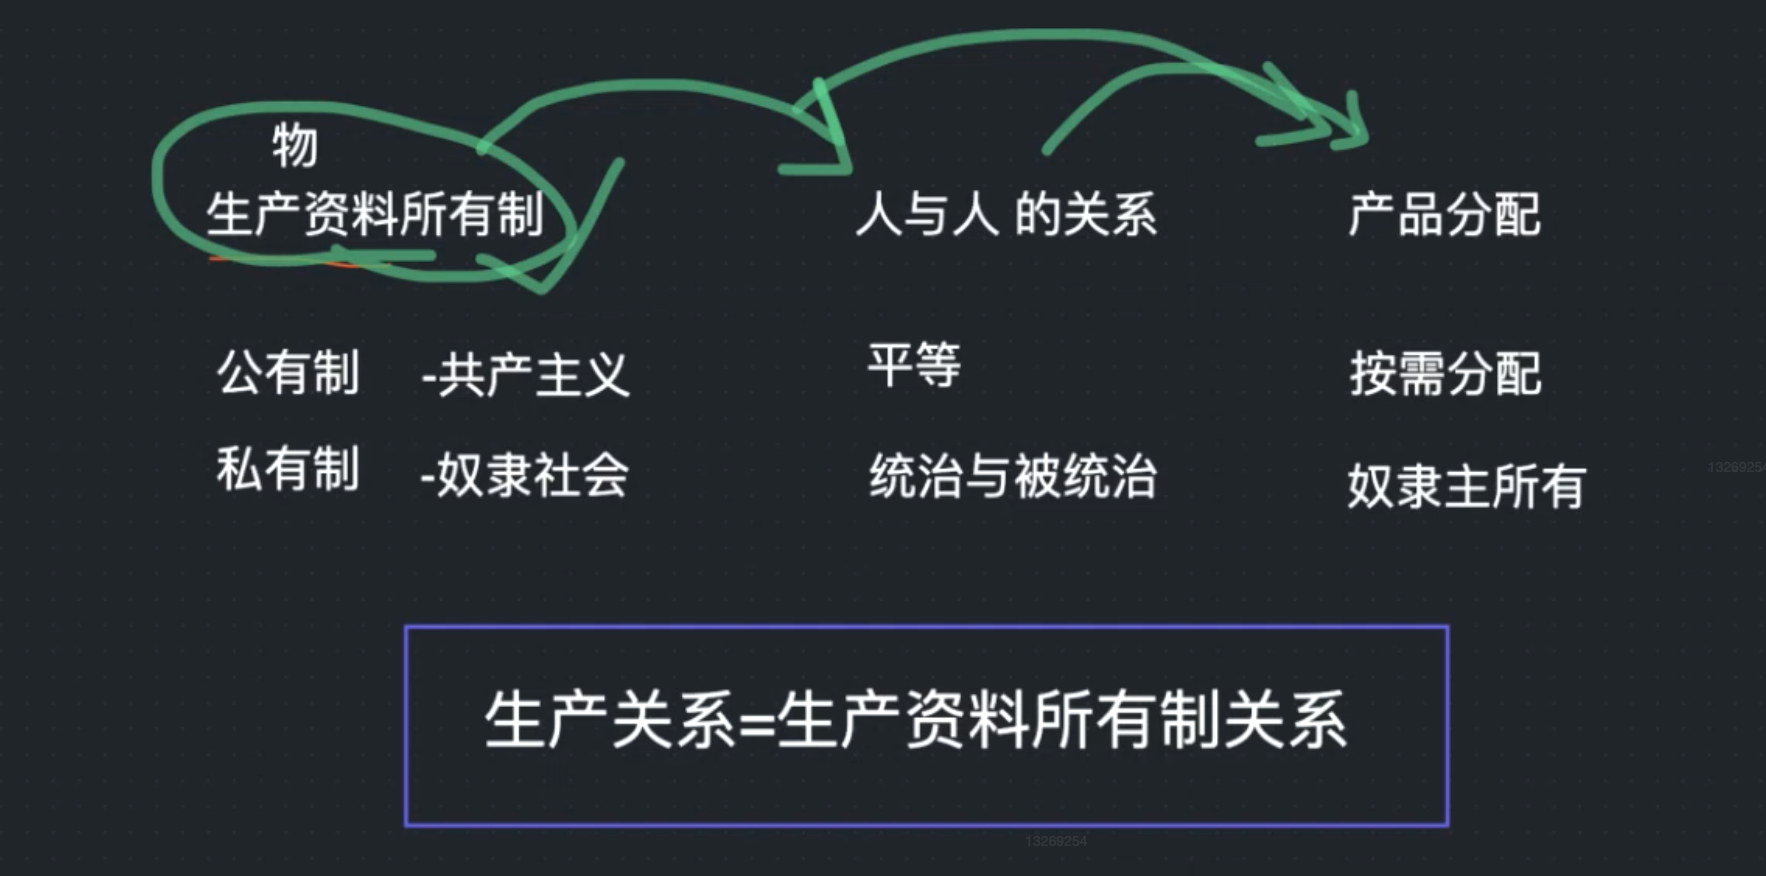 物
生产资料所有制 人与人 的关系 产品分配
公有制 -共产主义 平等 按需分配
私有制 -奴隶社会 统治与被统治 奴隶主所有
13269254
生产关系=生产资料所有制关系
13269254